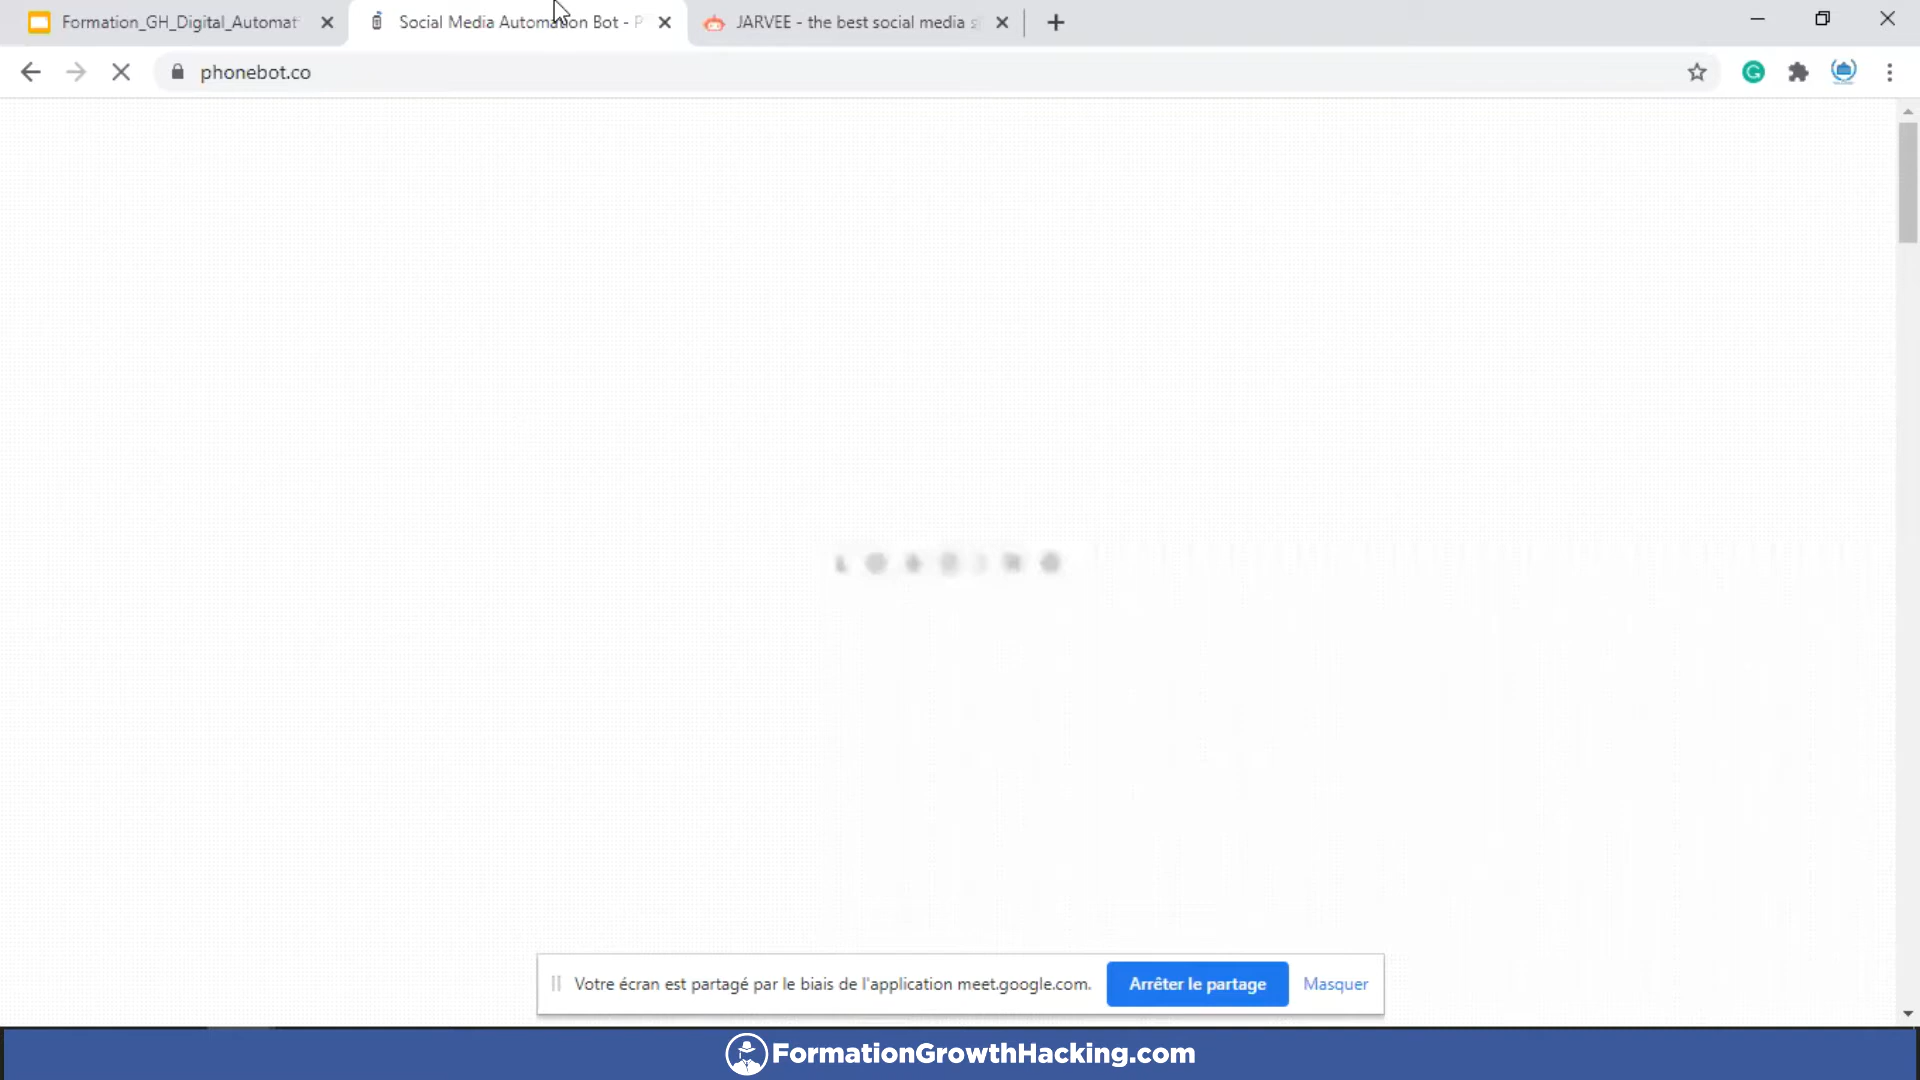 Formation_GH_Digital_Automat
Social Media Automation Bot - P
JARVEE - the best social media s
phonebot.co
Votre écran est partagé par le biais de l'application meet.google.com.
Arrêter le partage
Masquer
FormationGrowthHacking.com